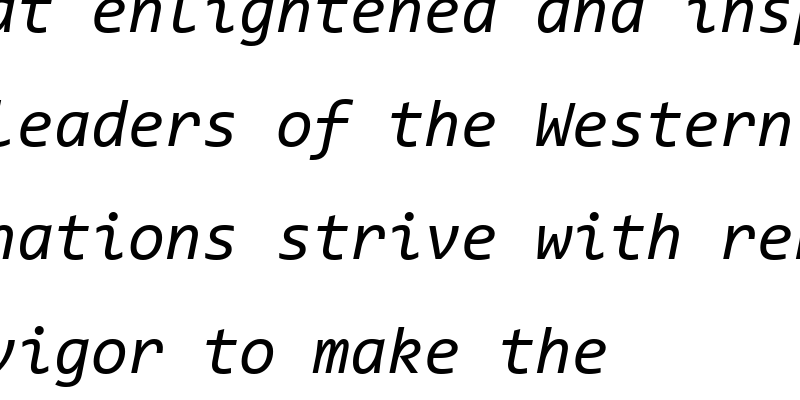 enlightened and
leaders of the Western
nations strive with
vigor to make the